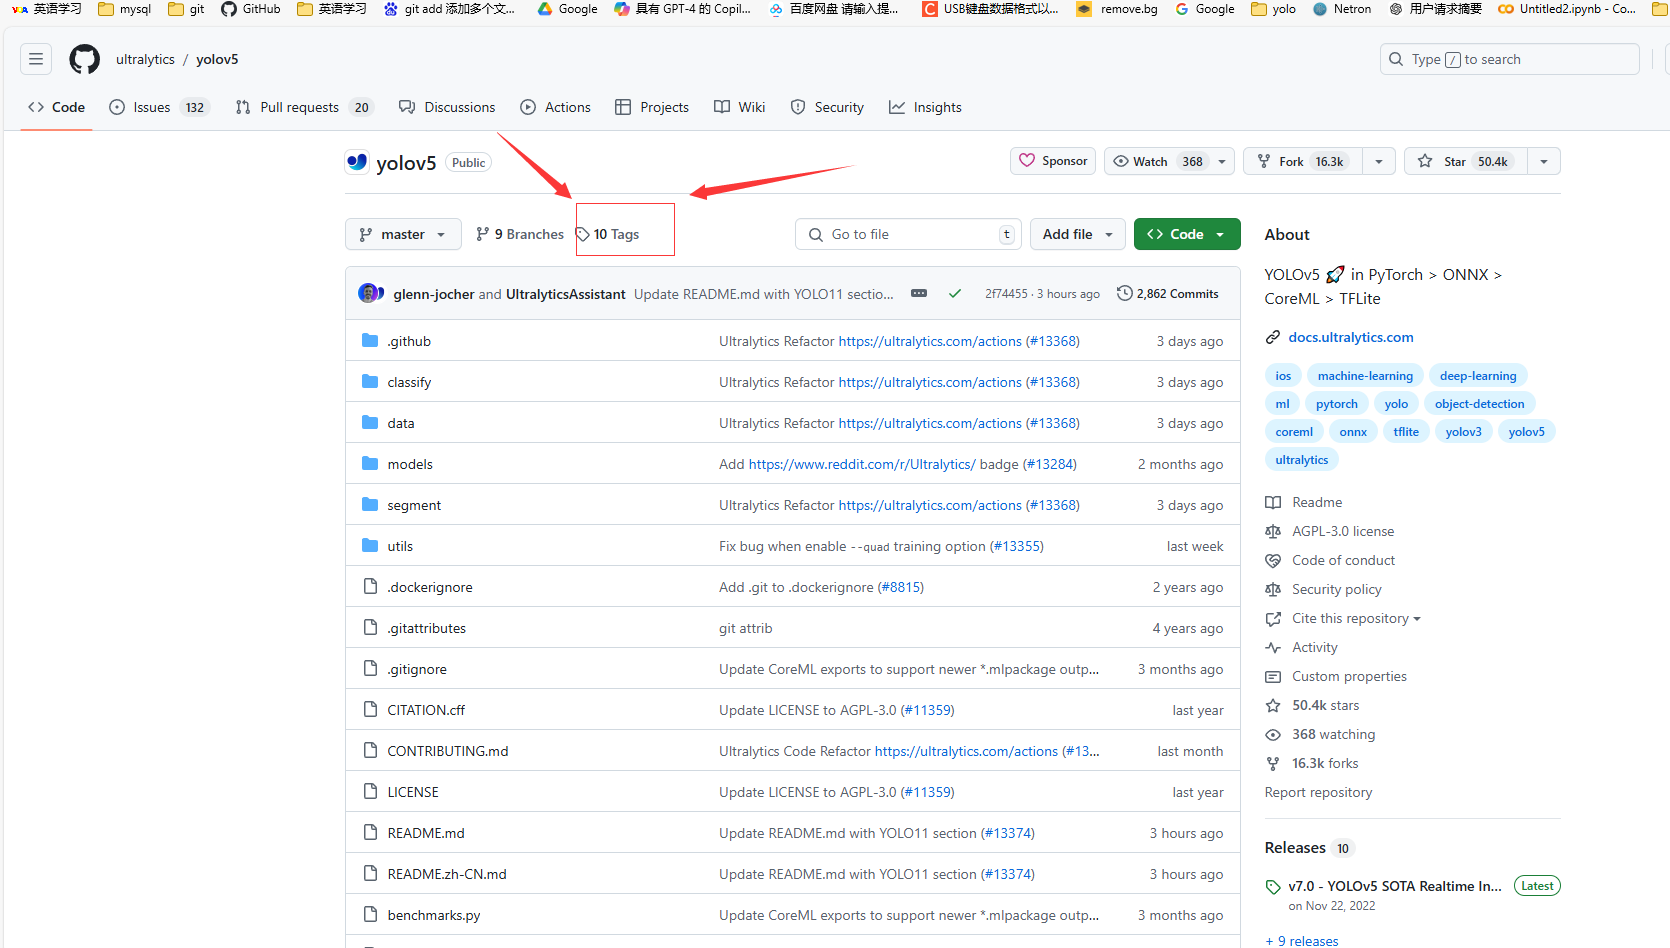 VOA 英语学习 mysql git GitHub 英语学习 git add 添加多个文... Google 具有 GPT-4 的 Copil... 百度网盘 请输入提... USB键盘数据格式以... remove.bg Google yolo Netron 用户请求摘要 Untitled2.ipynb - Co...
ultralytics / yolov5 Type / to search
Code Issues 132 Pull requests 20 Discussions Actions Projects Wiki Security Insights
yolov5 Public Sponsor Watch 368 Fork 16.3k Star 50.4k
master 9 Branches 10 Tags Go to file t Add file Code
glenn-jocher and UltralyticsAssistant Update README.md with YOLO11 sectio... 2f74455 · 3 hours ago 2,862 Commits
.github Ultralytics Refactor https://ultralytics.com/actions (#13368) 3 days ago
classify Ultralytics Refactor https://ultralytics.com/actions (#13368) 3 days ago
data Ultralytics Refactor https://ultralytics.com/actions (#13368) 3 days ago
models Add https://www.reddit.com/r/Ultralytics/ badge (#13284) 2 months ago
segment Ultralytics Refactor https://ultralytics.com/actions (#13368) 3 days ago
utils Fix bug when enable --quad training option (#13355) last week
.dockerignore Add .git to .dockerignore (#8815) 2 years ago
.gitattributes git attrib 4 years ago
.gitignore Update CoreML exports to support newer *.mlpackage outp... 3 months ago
CITATION.cff Update LICENSE to AGPL-3.0 (#11359) last year
CONTRIBUTING.md Ultralytics Code Refactor https://ultralytics.com/actions (#13... last month
LICENSE Update LICENSE to AGPL-3.0 (#11359) last year
README.md Update README.md with YOLO11 section (#13374) 3 hours ago
README.zh-CN.md Update README.md with YOLO11 section (#13374) 3 hours ago
benchmarks.py Update CoreML exports to support newer *.mlpackage outp... 3 months ago
About
YOLOv5 🚀 in PyTorch > ONNX >
CoreML > TFLite
docs.ultralytics.com
ios machine-learning deep-learning
ml pytorch yolo object-detection
coreml onnx tflite yolov3 yolov5
ultralytics
Readme
AGPL-3.0 license
Code of conduct
Security policy
Cite this repository
Activity
Custom properties
50.4k stars
368 watching
16.3k forks
Report repository
Releases 10
v7.0 - YOLOv5 SOTA Realtime In... Latest
on Nov 22, 2022
+ 9 releases